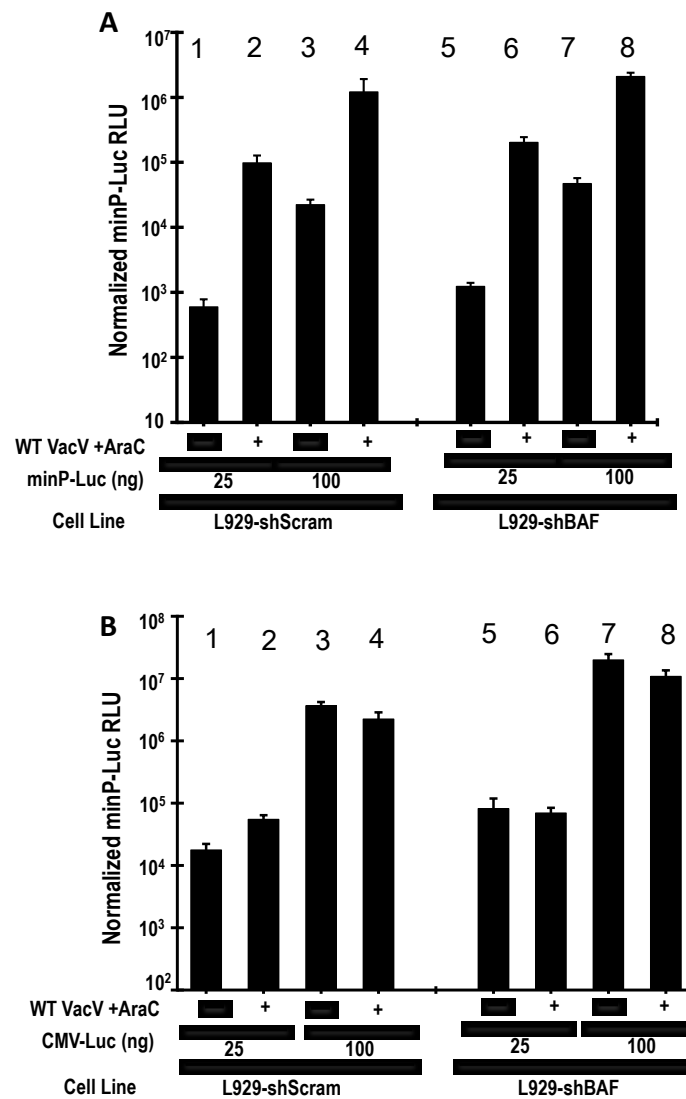 A
10⁷
1 2 3 4 5 6 7 8
10⁶
10⁵
10⁴
10³
10²
10
Normalized minP-Luc RLU
WT VacV +AraC + + + +
minP-Luc (ng) 25 100 25 100
Cell Line L929-shScram L929-shBAF
B
10⁸
1 2 3 4 5 6 7 8
10⁷
10⁶
10⁵
10⁴
10³
10²
Normalized minP-Luc RLU
WT VacV +AraC + + + +
CMV-Luc (ng) 25 100 25 100
Cell Line L929-shScram L929-shBAF